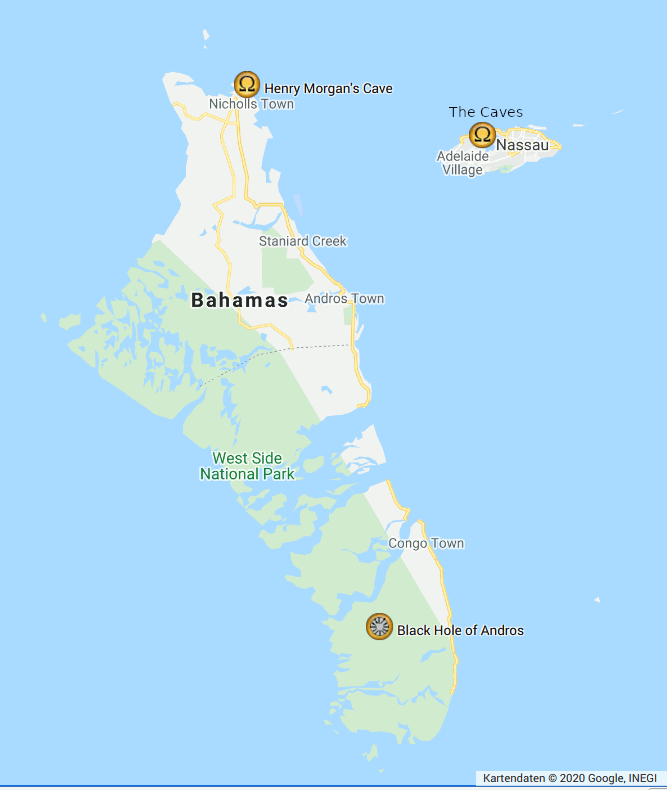 Henry Morgan's Cave
Nicholls Town
The Caves
Nassau
Adelaide
Village
Staniard Creek
Bahamas
Andros Town
West Side
National Park
Congo Town
Black Hole of Andros
Kartendaten © 2020 Google, INEGI